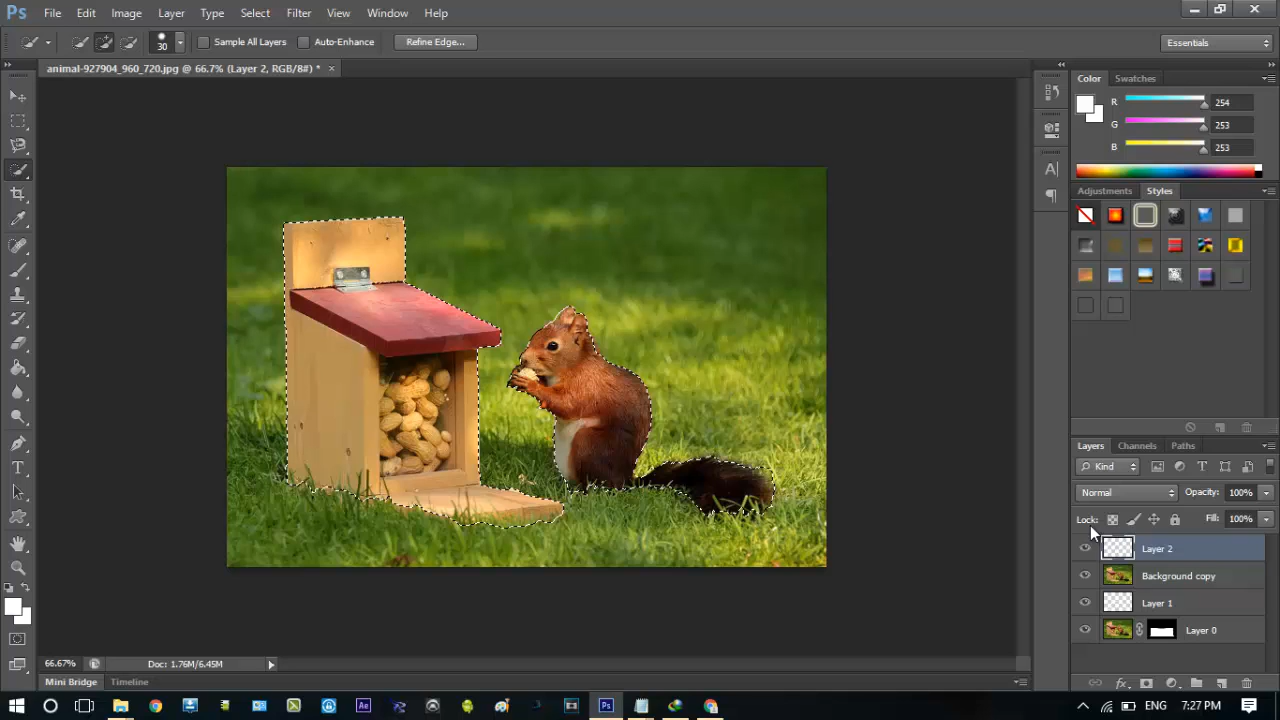 Ps File Edit Image Layer Type Select Filter View Window Help
30 Sample All Layers Auto-Enhance Refine Edge... Essentials
animal-927904_960_720.jpg @ 66.7% (Layer 2, RGB/8#) * ×
Color Swatches
R 254
G 253
B 253
Adjustments Styles
Layers Channels Paths
Kind
Normal Opacity: 100%
Lock: Fill: 100%
Layer 2
Background copy
Layer 1
Layer 0
66.67% Doc: 1.76M/6.45M
Mini Bridge Timeline
Ae Ps ENG 7:27 PM